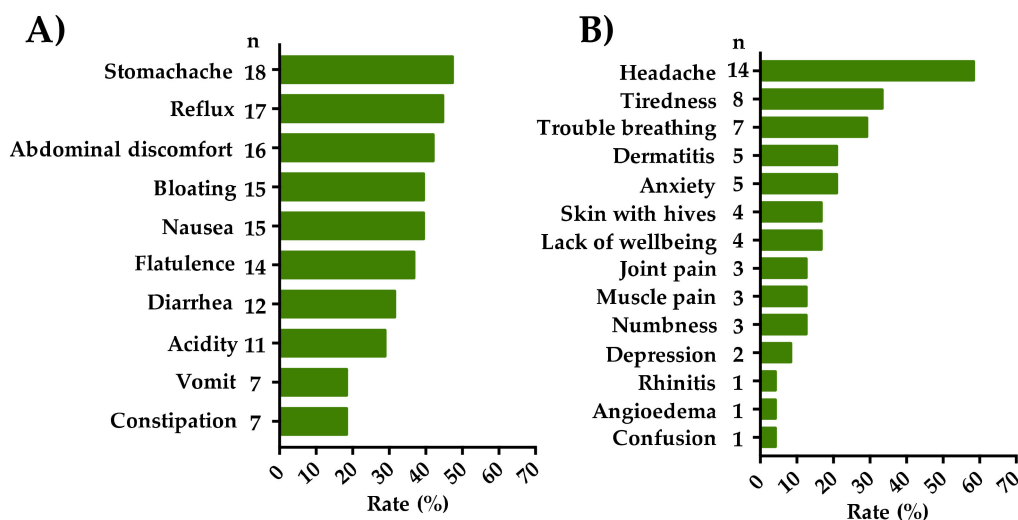 A)
n
Stomachache 18
Reflux 17
Abdominal discomfort 16
Bloating 15
Nausea 15
Flatulence 14
Diarrhea 12
Acidity 11
Vomit 7
Constipation 7
0 10 20 30 40 50 60 70
Rate (%)
B)
n
Headache 14
Tiredness 8
Trouble breathing 7
Dermatitis 5
Anxiety 5
Skin with hives 4
Lack of wellbeing 4
Joint pain 3
Muscle pain 3
Numbness 3
Depression 2
Rhinitis 1
Angioedema 1
Confusion 1
0 10 20 30 40 50 60 70
Rate (%)